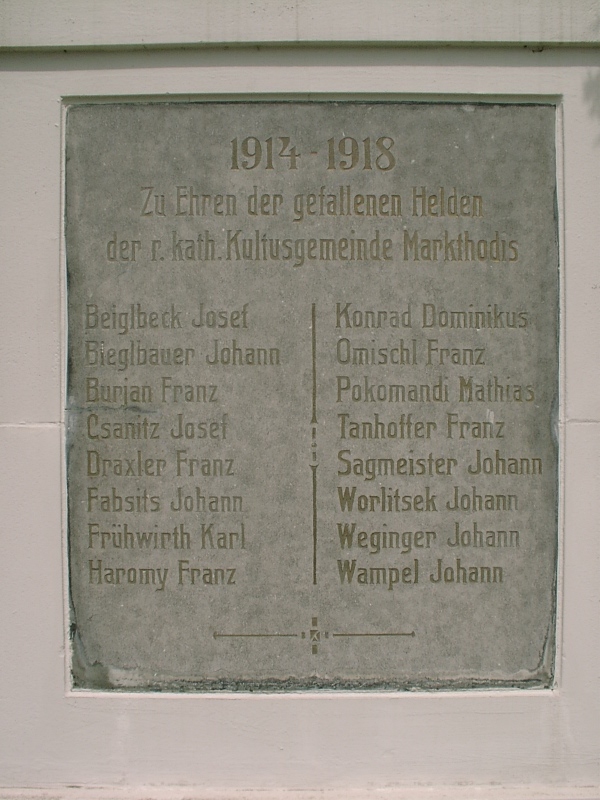 1914-1918
Zu Ehren der gefallenen Helden
der r. kath. Kultusgemeinde Markthodis
Beiglbeck Josef
Bieglbauer Johann
Burjan Franz
Csanitz Josef
Draxler Franz
Fabsits Johann
Frühwirth Karl
Haromy Franz
Konrad Dominikus
Omischl Franz
Pokomandi Mathias
Tanhoffer Franz
Sagmeister Johann
Worlitsek Johann
Weginger Johann
Wampel Johann